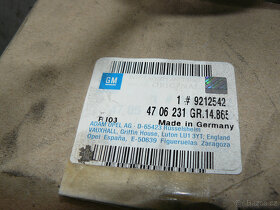 GM
1 # 9212542
47 06 231 GR.14.865
Made in Germany
ADAM OPEL AG - D-65423 Rüsselsheim
VAUXHALL, Griffin House, Luton LU1 3YT; England
Opel España, E-50639 Figueruelas Zaragoza